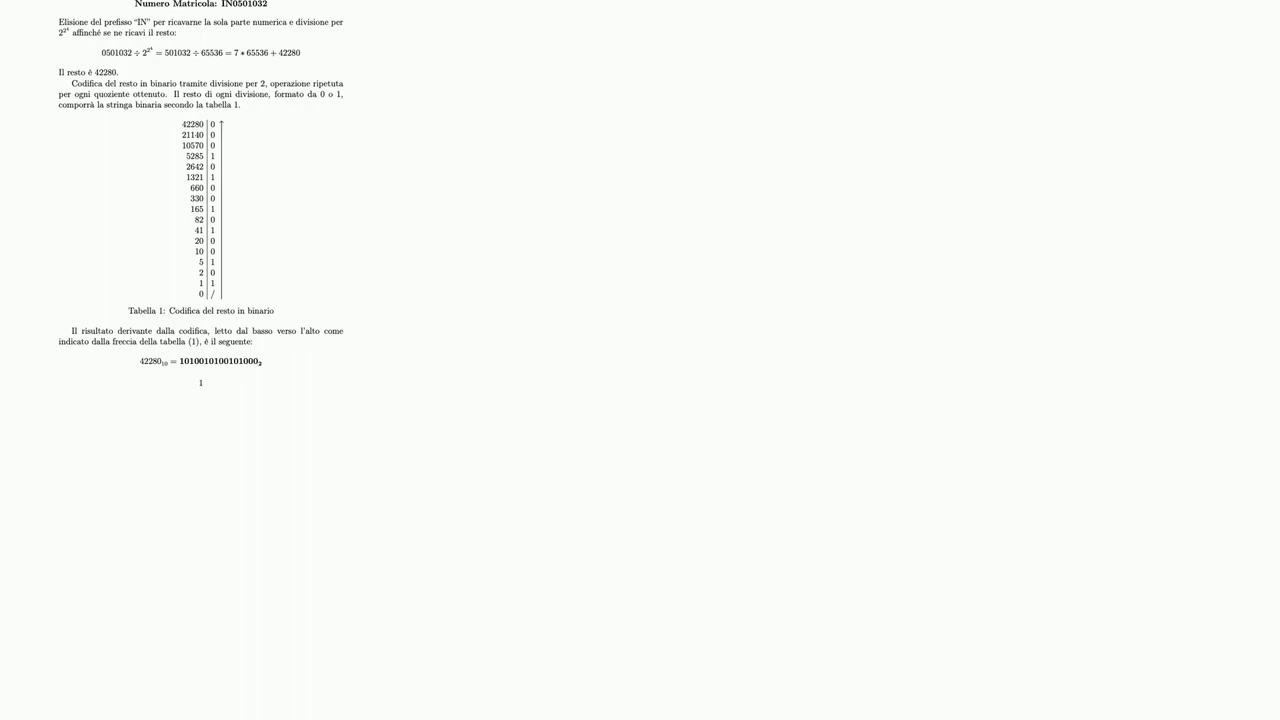 Numero Matricola: IN0501032
Elisione del prefisso "IN" per ricavarne la sola parte numerica e divisione per
2^{2^4} affinché se ne ricavi il resto:
0501032 ÷ 2^{2^4} = 501032 ÷ 65536 = 7 ∗ 65536 + 42280
Il resto è 42280.
Codifica del resto in binario tramite divisione per 2, operazione ripetuta
per ogni quoziente ottenuto. Il resto di ogni divisione, formato da 0 o 1,
comporrà la stringa binaria secondo la tabella 1.
42280 | 0 ↑
21140 | 0
10570 | 0
5285 | 1
2642 | 0
1321 | 1
660 | 0
330 | 0
165 | 1
82 | 0
41 | 1
20 | 0
10 | 0
5 | 1
2 | 0
1 | 1
0 | /
Tabella 1: Codifica del resto in binario
Il risultato derivante dalla codifica, letto dal basso verso l'alto come
indicato dalla freccia della tabella (1), é il seguente:
42280₁₀ = 1010010100101000₂
1